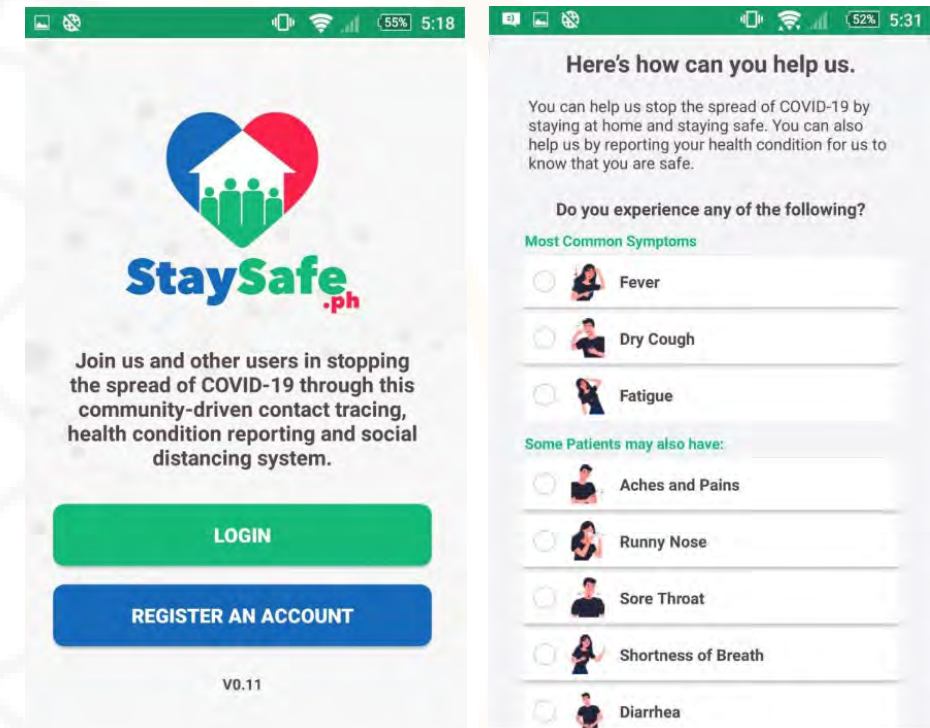 55% 5:18
StaySafe
.ph
Join us and other users in stopping
the spread of COVID-19 through this
community-driven contact tracing,
health condition reporting and social
distancing system.
LOGIN
REGISTER AN ACCOUNT
V0.11
52% 5:31
Here's how can you help us.
You can help us stop the spread of COVID-19 by
staying at home and staying safe. You can also
help us by reporting your health condition for us to
know that you are safe.
Do you experience any of the following?
Most Common Symptoms
Fever
Dry Cough
Fatigue
Some Patients may also have:
Aches and Pains
Runny Nose
Sore Throat
Shortness of Breath
Diarrhea